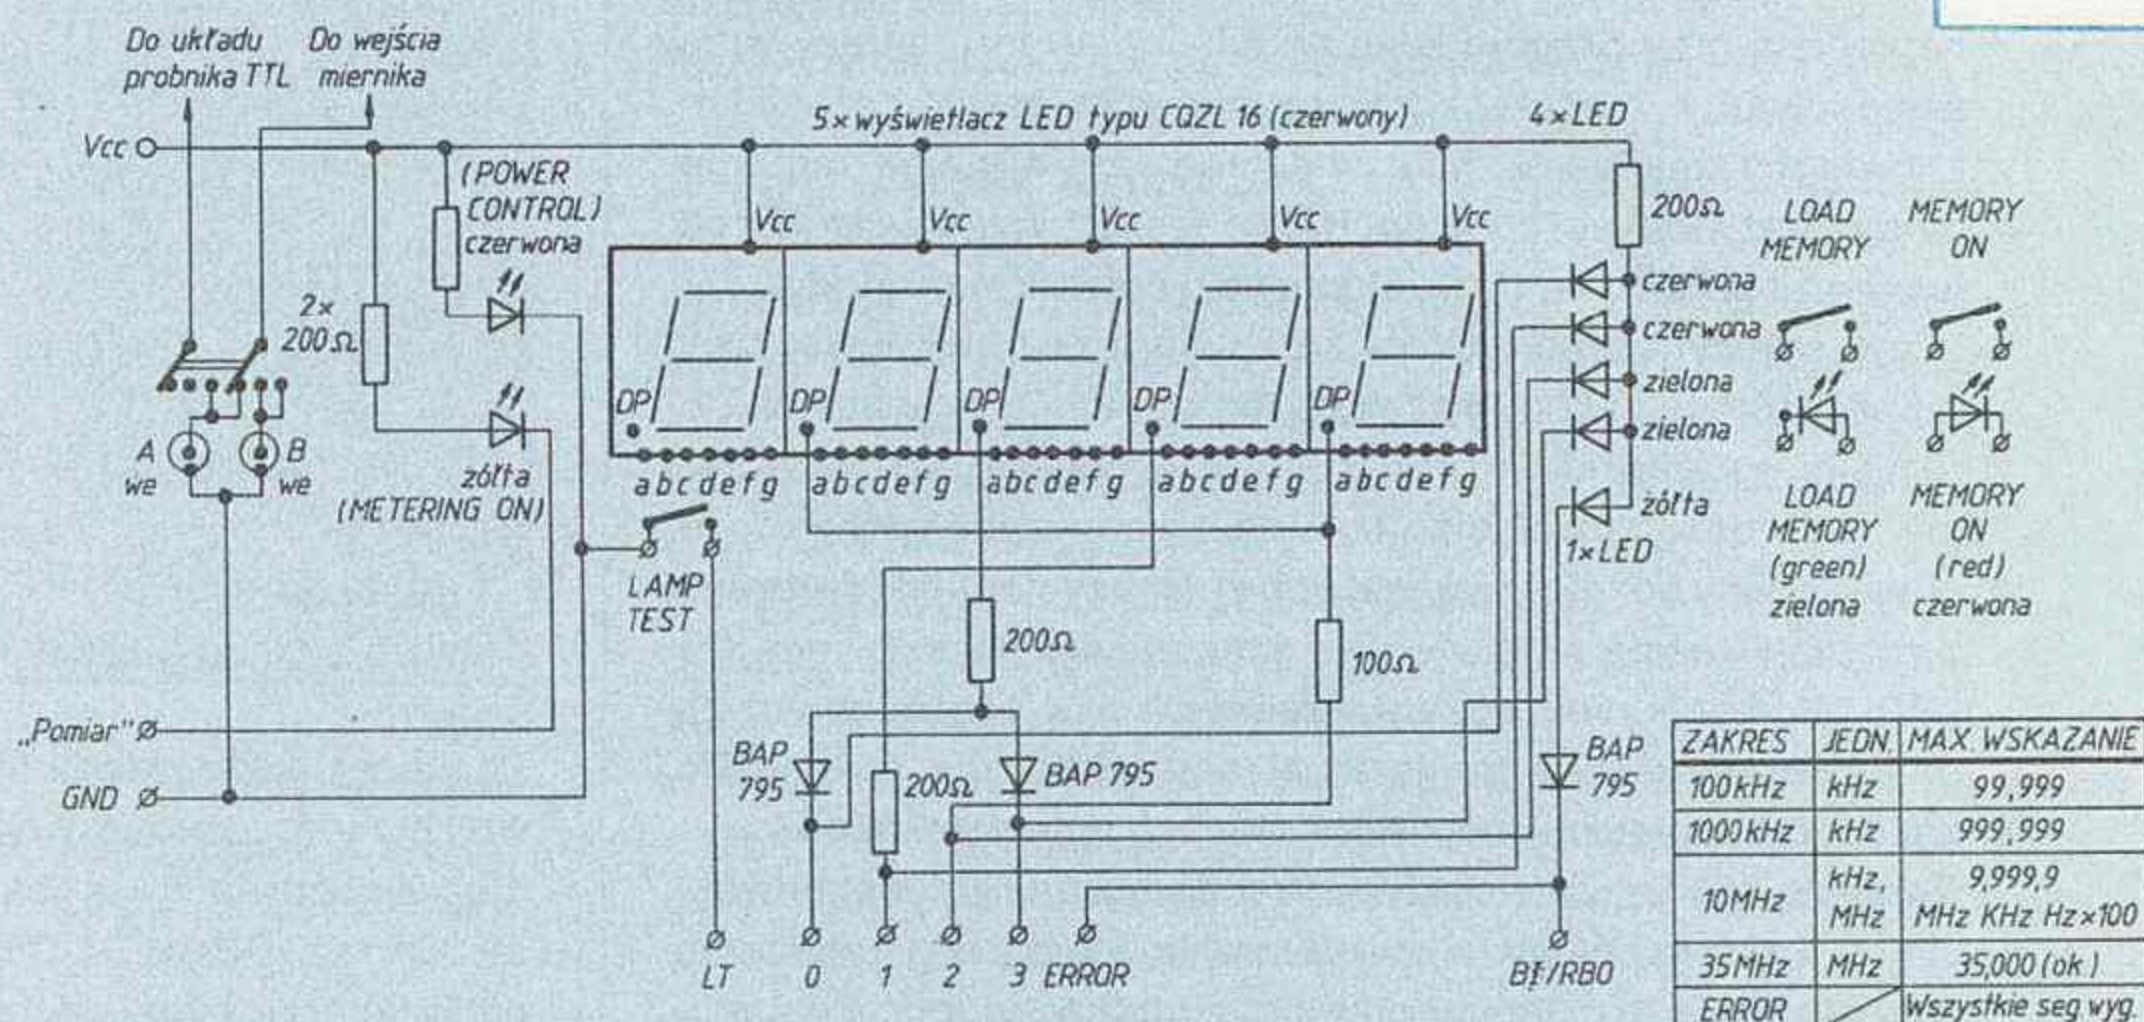 Do układu
probnika TTL
Do wejścia
miernika
5×wyświetlacz LED typu CQZL 16 (czerwony)
4×LED
Vcc
(POWER
CONTROL)
czerwona
Vcc
Vcc
Vcc
Vcc
Vcc
200Ω
LOAD
MEMORY
MEMORY
ON
2×
200Ω
czerwona
czerwona
zielona
zielona
żółta
1×LED
DP
DP
DP
DP
DP
A
we
B
we
żółta
(METERING ON)
a b c d e f g
a b c d e f g
a b c d e f g
a b c d e f g
a b c d e f g
LOAD
MEMORY
(green)
zielona
MEMORY
ON
(red)
czerwona
LAMP
TEST
200Ω
100Ω
„Pomiar"
GND
BAP
795
200Ω
BAP 795
BAP
795
LT
0
1
2
3
ERROR
BI/RBO
ZAKRES JEDN. MAX. WSKAZANIE
100kHz kHz 99,999
1000kHz kHz 999,999
10MHz kHz, MHz 9,999,9
MHz KHz Hz×100
35MHz MHz 35,000 (ok.)
ERROR Wszystkie seg. wyg.